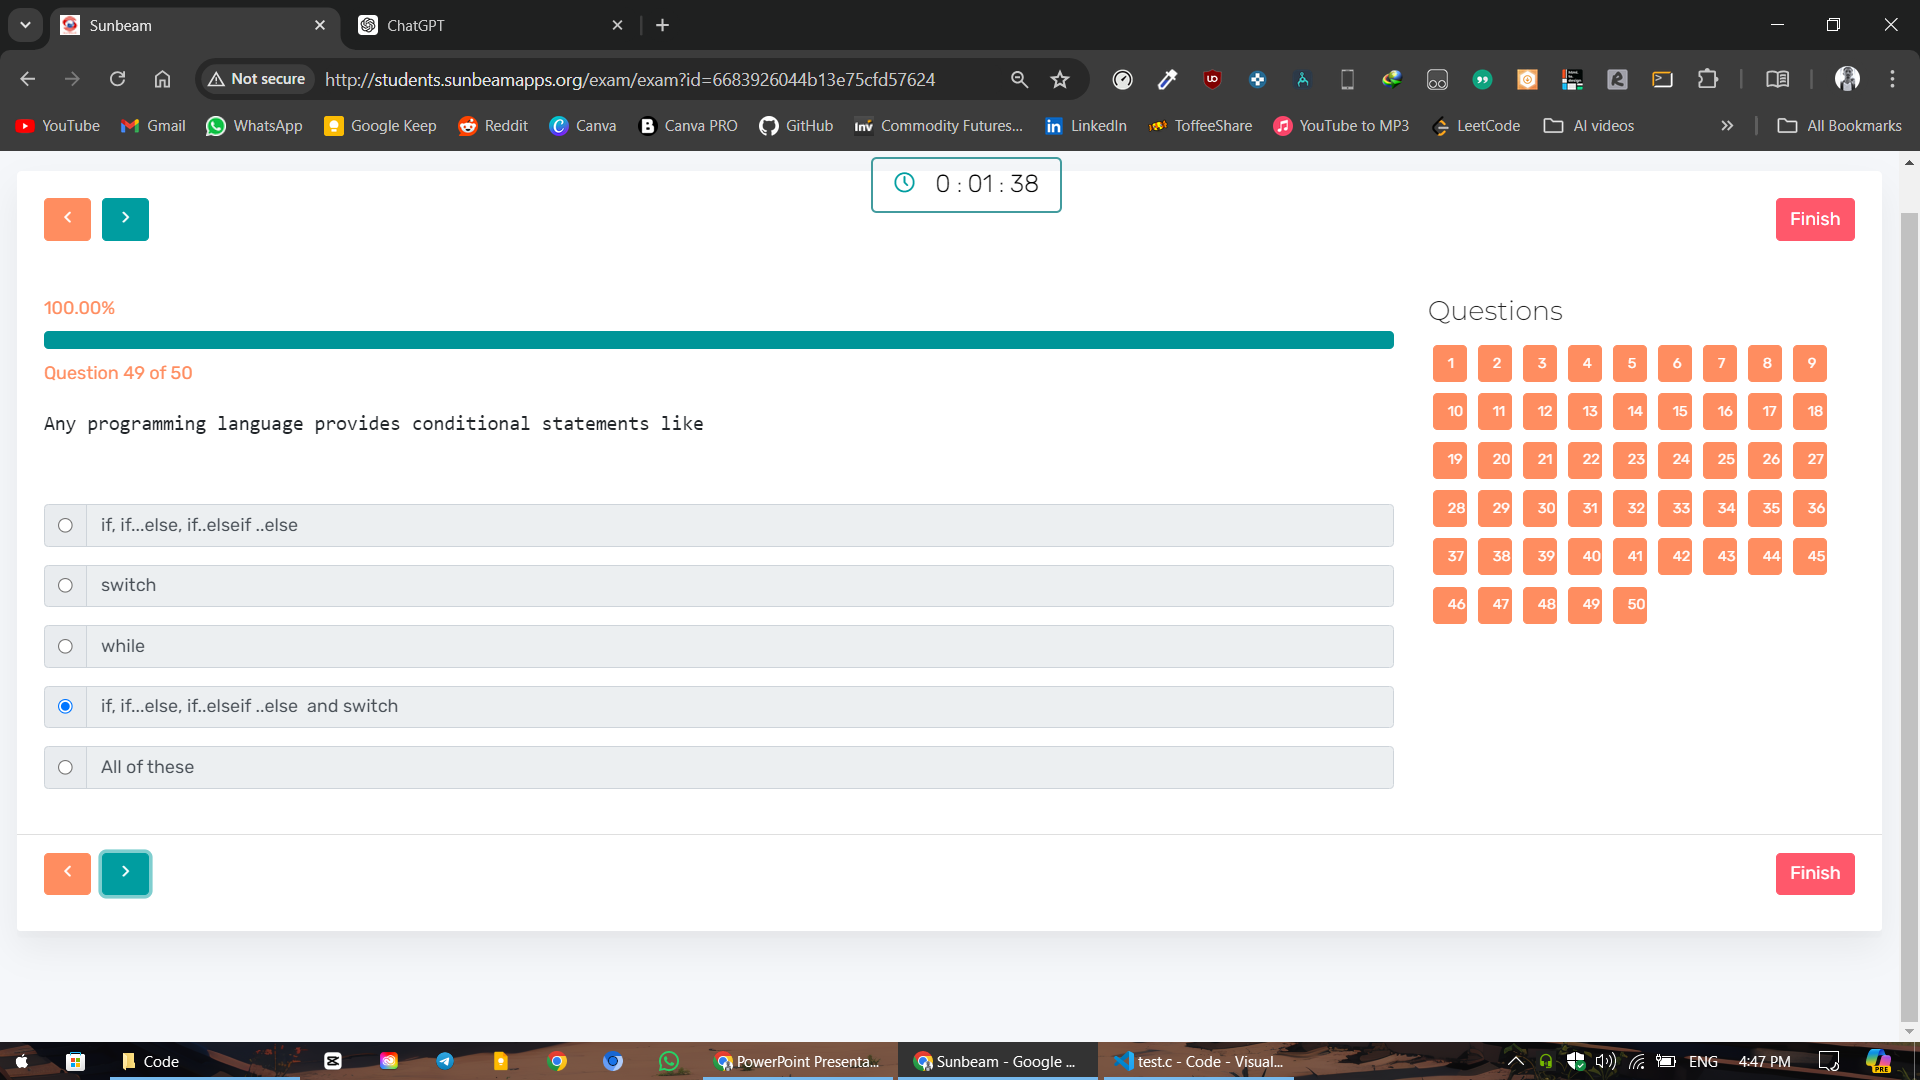 Sunbeam
ChatGPT
Not secure
http://students.sunbeamapps.org/exam/exam?id=6683926044b13e75cfd57624
YouTube
Gmail
WhatsApp
Google Keep
Reddit
Canva
Canva PRO
GitHub
Commodity Futures...
LinkedIn
ToffeeShare
YouTube to MP3
LeetCode
AI videos
All Bookmarks
0 : 01 : 38
Finish
100.00%
Question 49 of 50
Any programming language provides conditional statements like
if, if...else, if..elseif ..else
switch
while
if, if...else, if..elseif ..else and switch
All of these
Questions
1 2 3 4 5 6 7 8 9
10 11 12 13 14 15 16 17 18
19 20 21 22 23 24 25 26 27
28 29 30 31 32 33 34 35 36
37 38 39 40 41 42 43 44 45
46 47 48 49 50
Finish
Code
PowerPoint Presenta...
Sunbeam - Google ...
test.c - Code - Visual...
ENG
4:47 PM